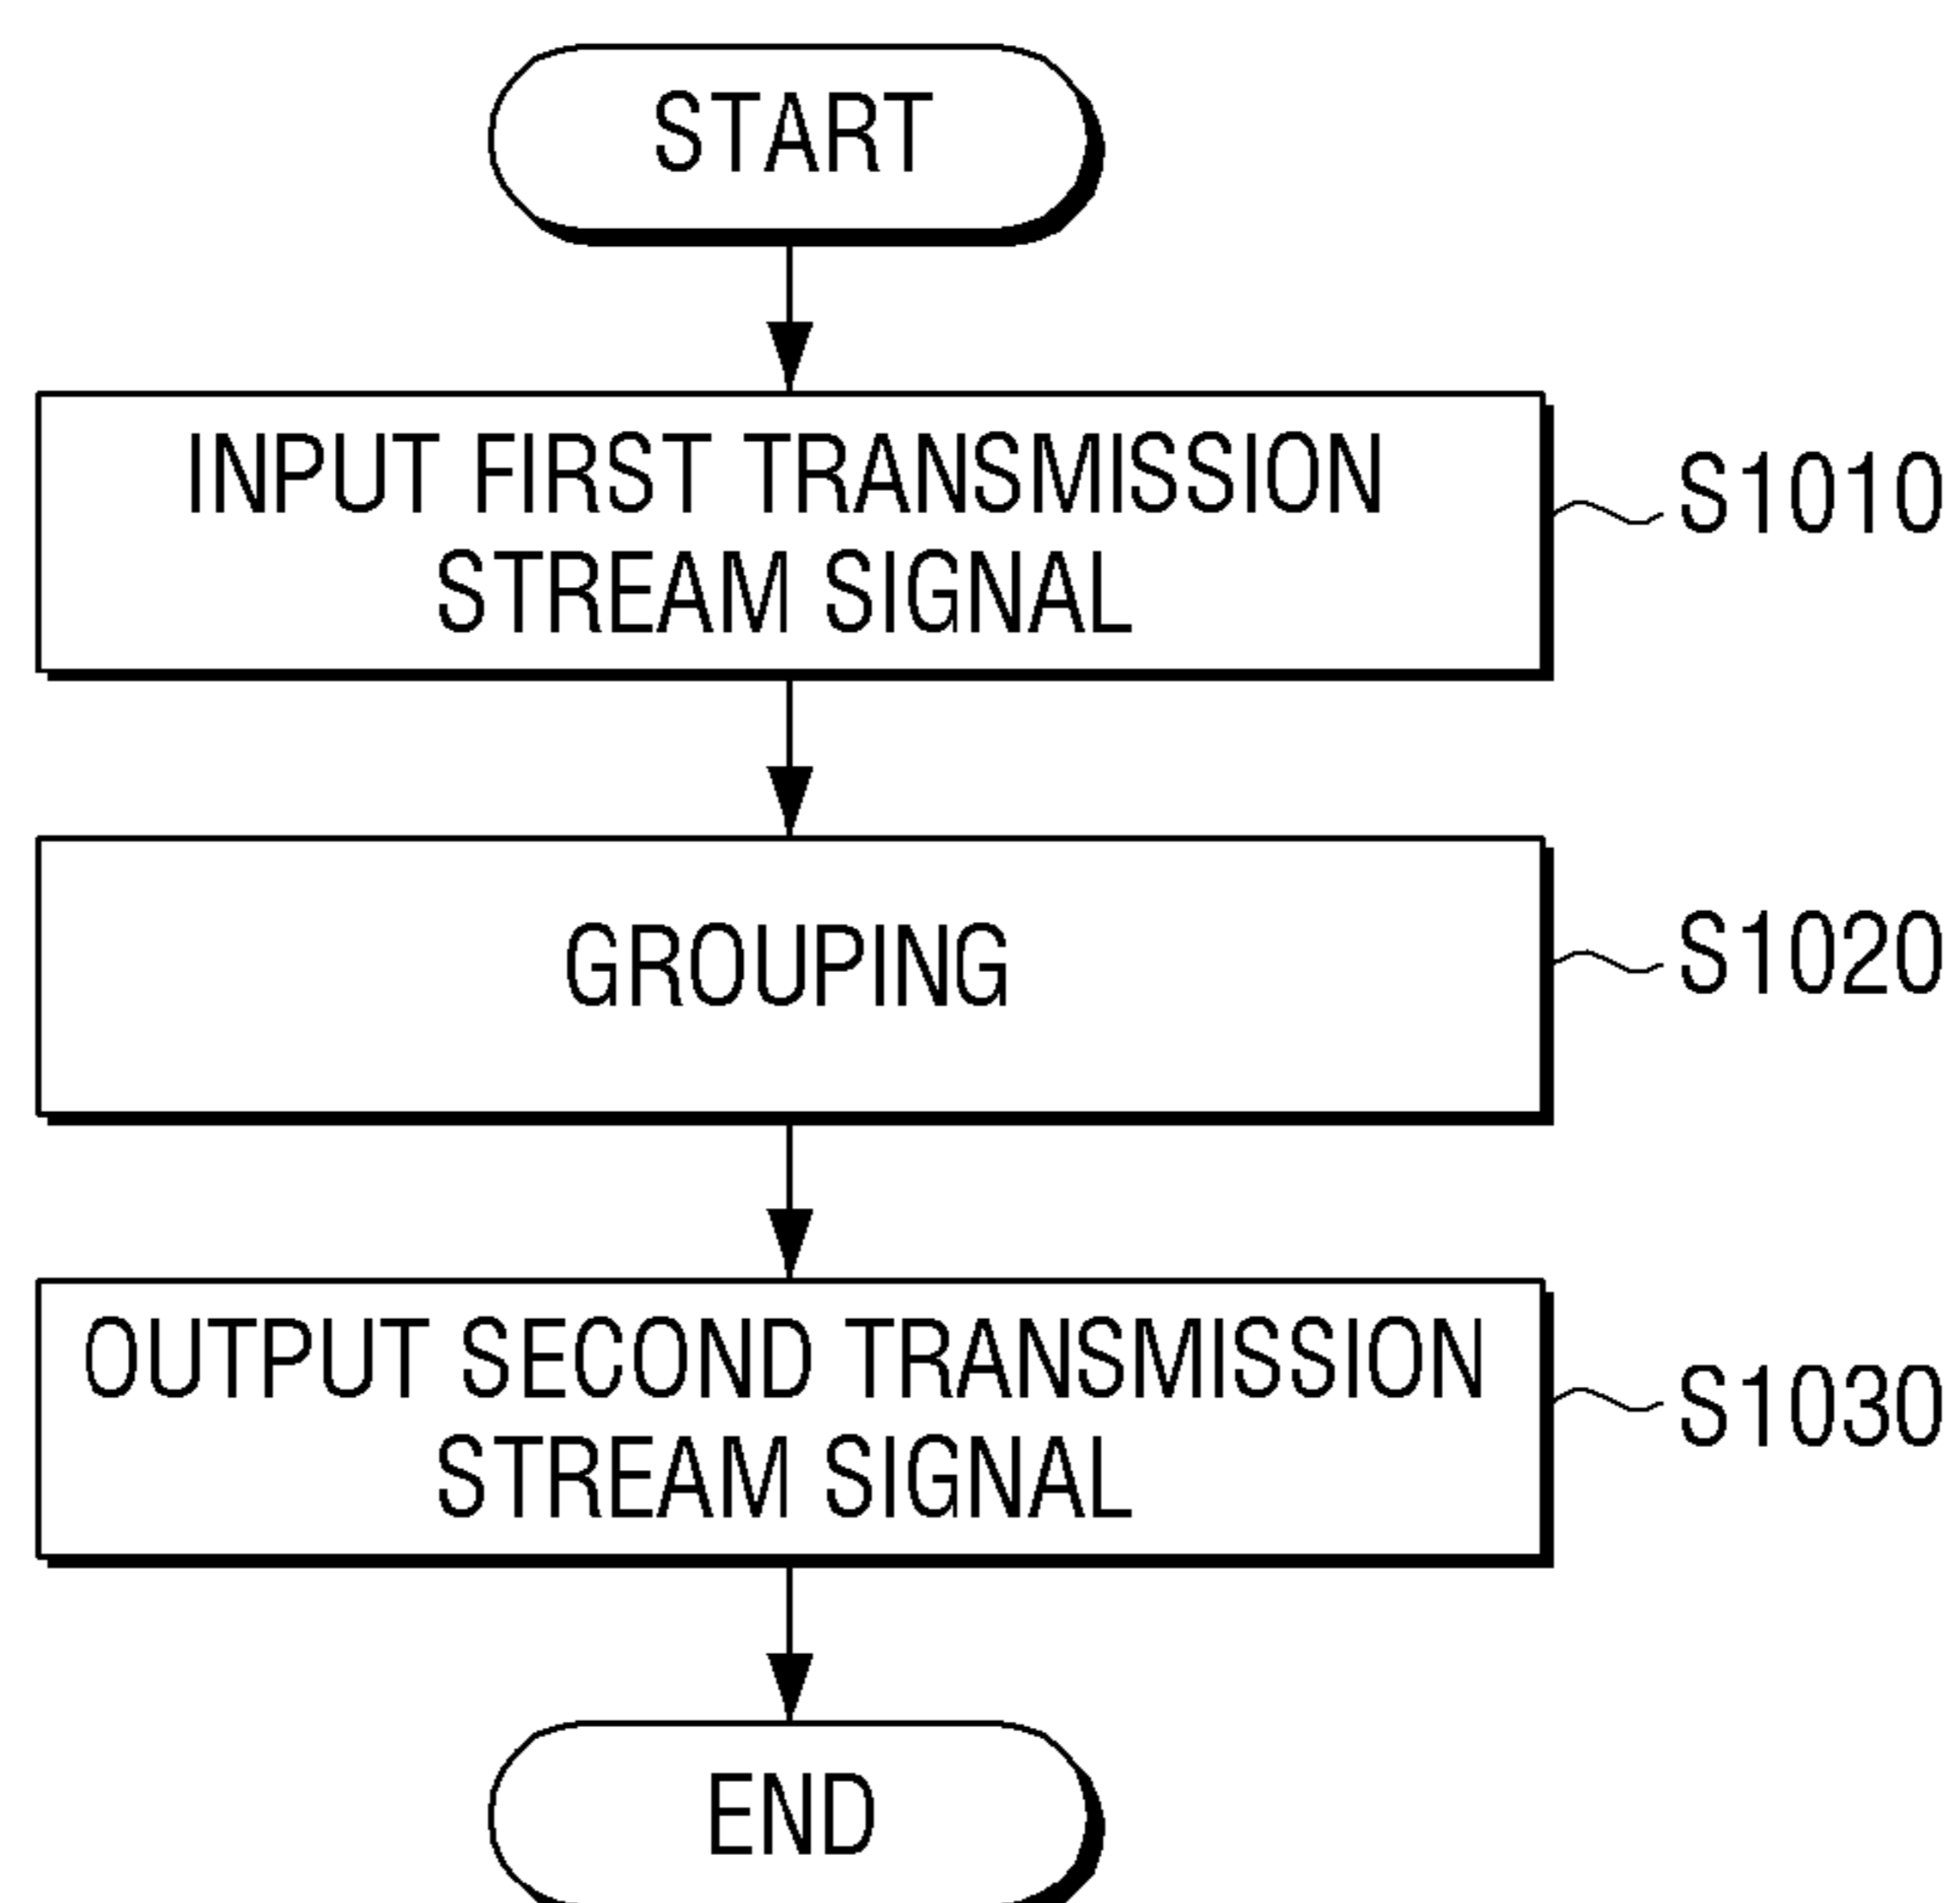 START
INPUT FIRST TRANSMISSION
STREAM SIGNAL
S1010
GROUPING
S1020
OUTPUT SECOND TRANSMISSION
STREAM SIGNAL
S1030
END